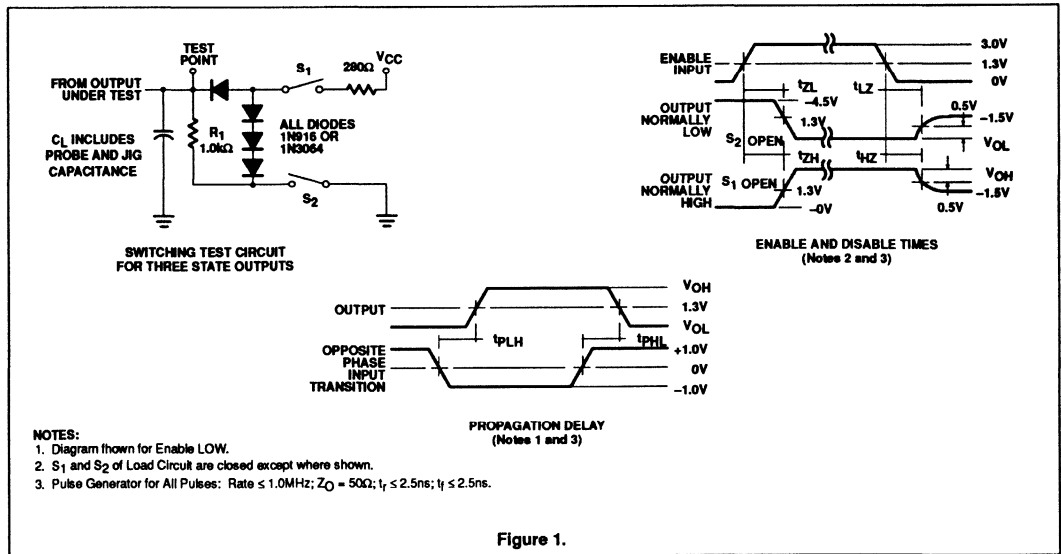 TEST
POINT
FROM OUTPUT
UNDER TEST
S1
280Ω
VCC
CL INCLUDES
PROBE AND JIG
CAPACITANCE
R1
1.0kΩ
ALL DIODES
1N916 OR
1N3064
S2
SWITCHING TEST CIRCUIT
FOR THREE STATE OUTPUTS
ENABLE
INPUT
3.0V
1.3V
0V
tZL
tLZ
OUTPUT
NORMALLY
LOW
–4.5V
1.3V
0.5V
–1.5V
VOL
S2 OPEN
tZH
tHZ
S1 OPEN
OUTPUT
NORMALLY
HIGH
1.3V
–0V
VOH
–1.5V
0.5V
ENABLE AND DISABLE TIMES
(Notes 2 and 3)
OUTPUT
VOH
1.3V
VOL
tPLH
tPHL
OPPOSITE
PHASE
INPUT
TRANSITION
+1.0V
0V
–1.0V
PROPAGATION DELAY
(Notes 1 and 3)
NOTES:
1. Diagram fhown for Enable LOW.
2. S1 and S2 of Load Circuit are closed except where shown.
3. Pulse Generator for All Pulses: Rate ≤ 1.0MHz; ZO = 50Ω; tr ≤ 2.5ns; tf ≤ 2.5ns.
Figure 1.